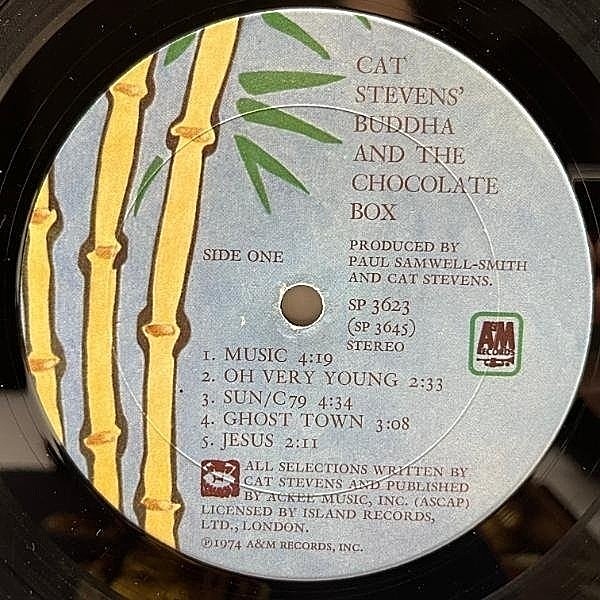 CAT
STEVENS'
BUDDHA
AND THE
CHOCOLATE
BOX
SIDE ONE
PRODUCED BY
PAUL SAMWELL-SMITH
AND CAT STEVENS.
SP 3623
(SP 3645)
STEREO
A&M
RECORDS
1. MUSIC 4:19
2. OH VERY YOUNG 2:33
3. SUN/C79 4:34
4. GHOST TOWN 3:08
5. JESUS 2:11
ALL SELECTIONS WRITTEN BY
CAT STEVENS AND PUBLISHED
BY ACKEE MUSIC, INC. (ASCAP)
LICENSED BY ISLAND RECORDS,
LTD., LONDON.
℗1974 A&M RECORDS, INC.